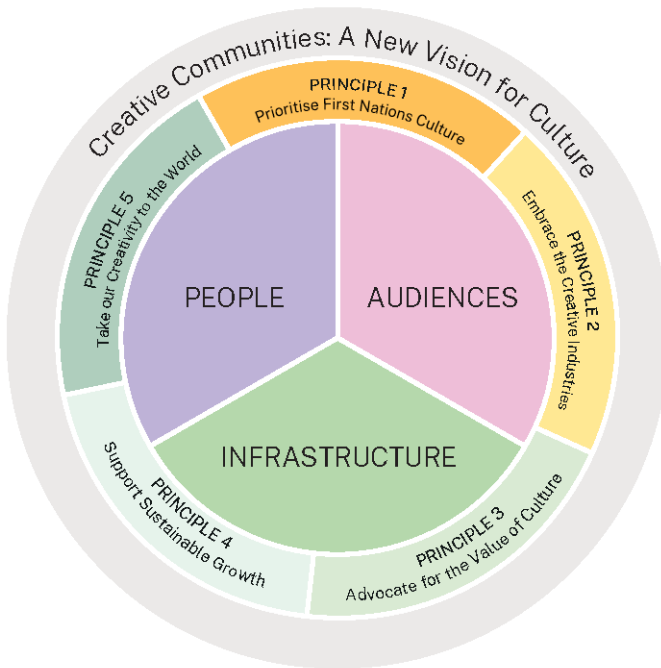 Creative Communities: A New Vision for Culture
PRINCIPLE 1
Prioritise First Nations Culture
PRINCIPLE 2
Embrace the Creative Industries
PRINCIPLE 3
Advocate for the Value of Culture
PRINCIPLE 4
Support Sustainable Growth
PRINCIPLE 5
Take our Creativity to the World
PEOPLE
AUDIENCES
INFRASTRUCTURE